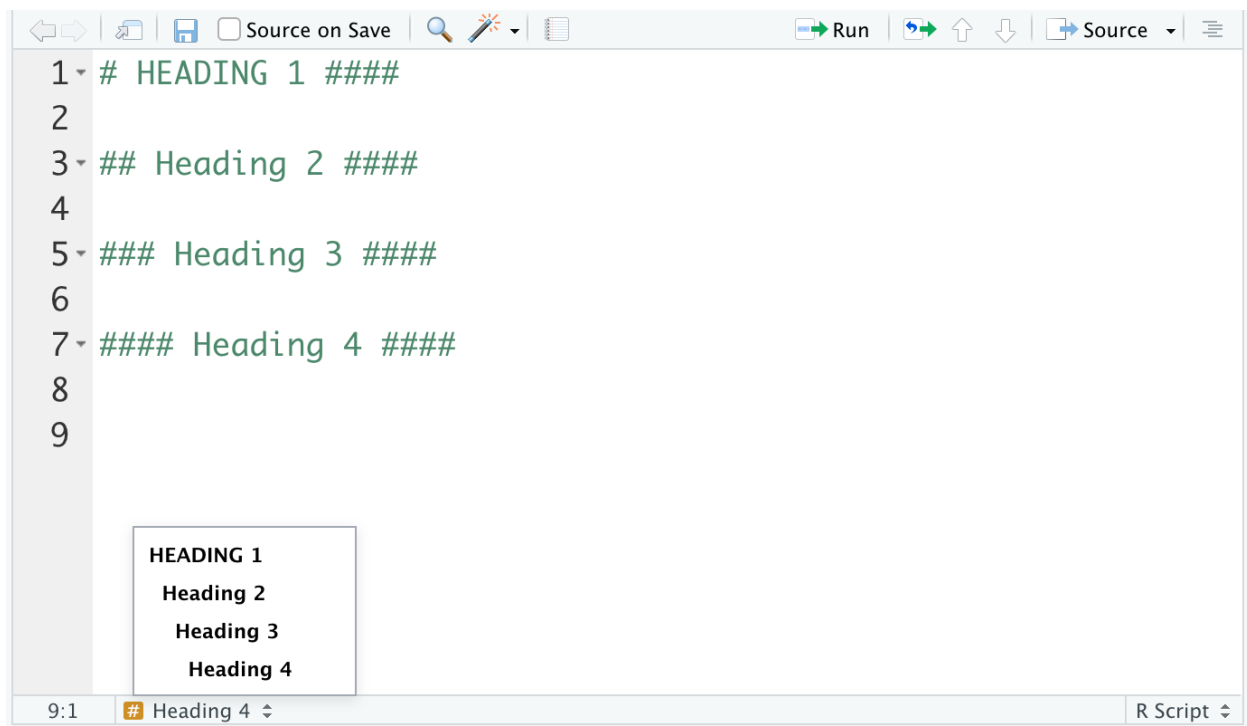 Source on Save Run Source
1 # HEADING 1 ####
2
3 ## Heading 2 ####
4
5 ### Heading 3 ####
6
7 #### Heading 4 ####
8
9
HEADING 1
Heading 2
Heading 3
Heading 4
9:1 # Heading 4 R Script